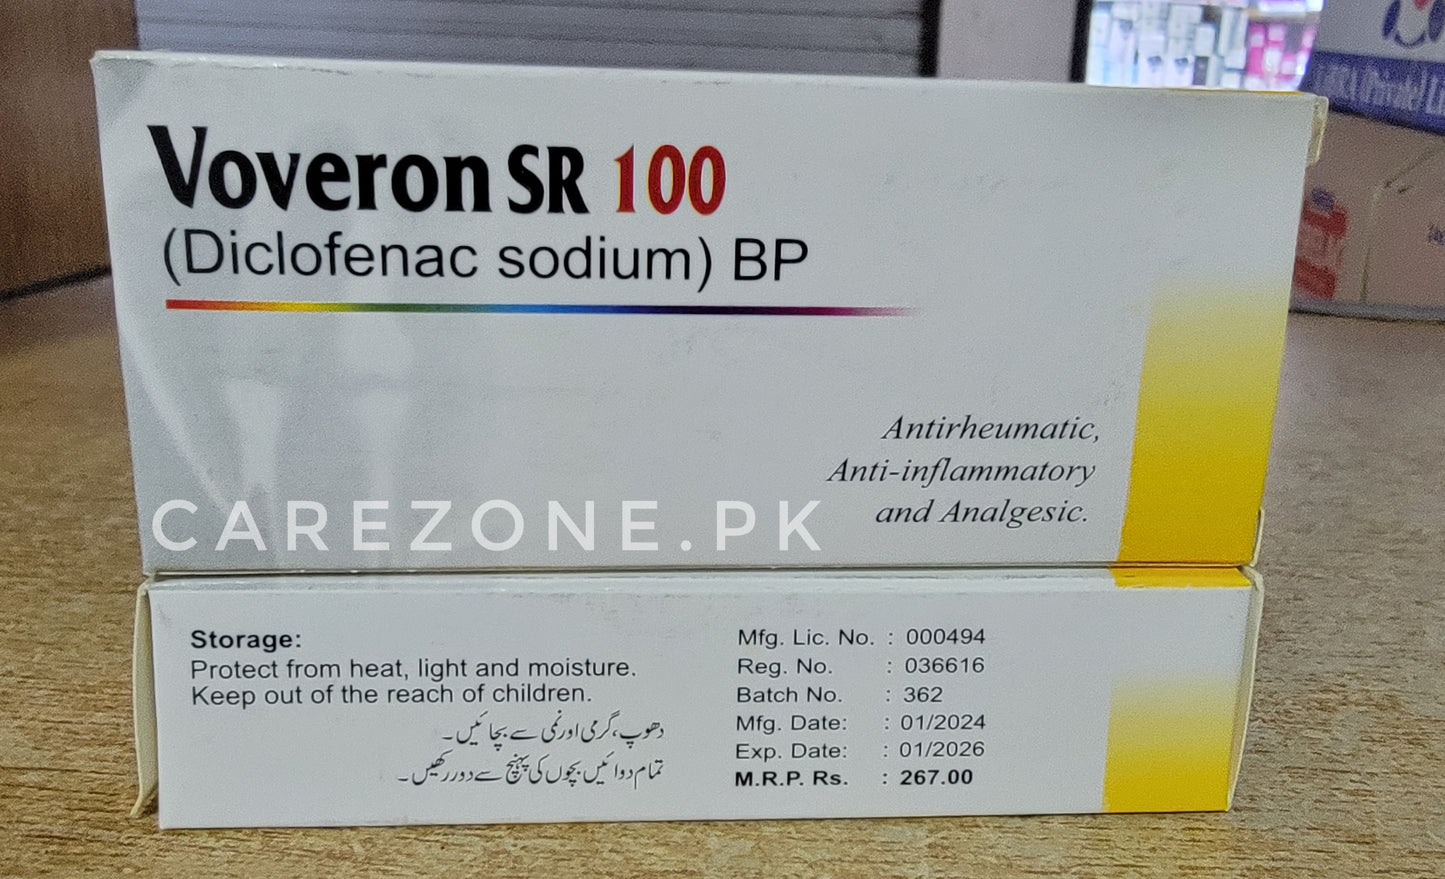 Voveron SR 100
(Diclofenac sodium) BP
Antirheumatic,
Anti-inflammatory
and Analgesic.
CAREZONE.PK
Storage:
Protect from heat, light and moisture.
Keep out of the reach of children.
دھوپ، گرمی اور نمی سے بچائیں۔
تمام دوائیں بچوں کی پہنچ سے دور رکھیں۔
Mfg. Lic. No. : 000494
Reg. No. : 036616
Batch No. : 362
Mfg. Date: : 01/2024
Exp. Date: : 01/2026
M.R.P. Rs. : 267.00
(Private)